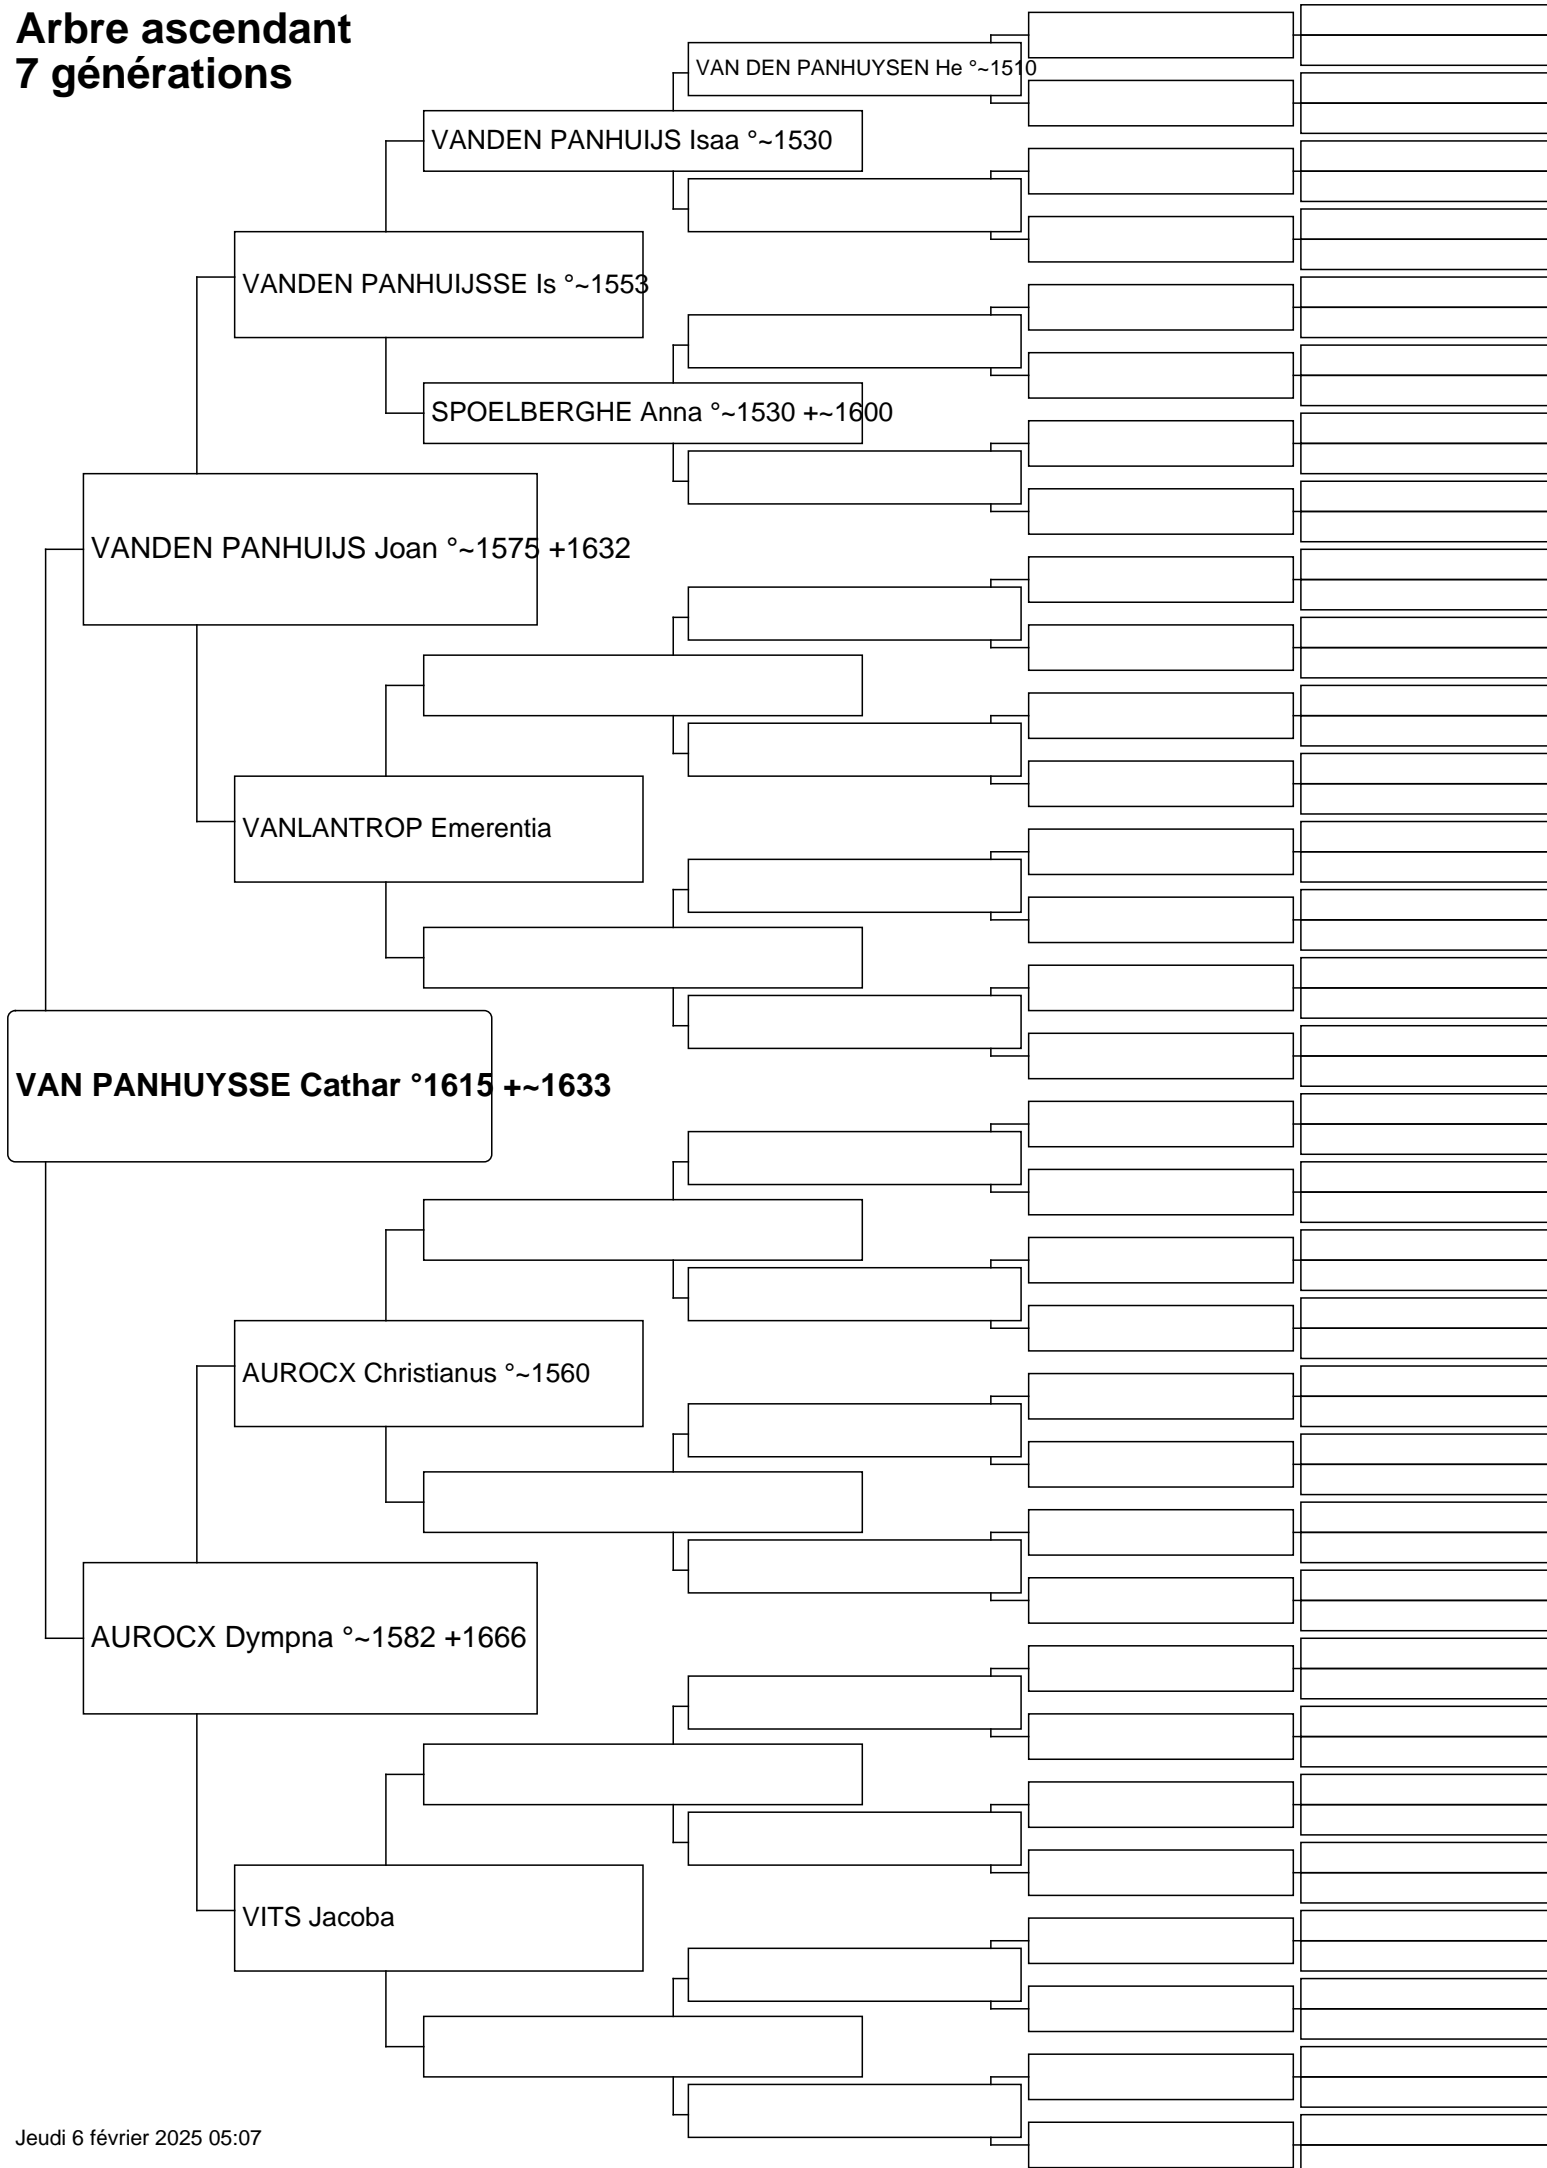 Arbre ascendant
7 générations
VAN DEN PANHUYSEN He °~1510
VANDEN PANHUIJS Isaa °~1530
VANDEN PANHUIJSSE Is °~1553
SPOELBERGHE Anna °~1530 +~1600
VANDEN PANHUIJS Joan °~1575 +1632
VANLANTROP Emerentia
VAN PANHUYSSE Cathar °1615 +~1633
AUROCX Christianus °~1560
AUROCX Dympna °~1582 +1666
VITS Jacoba
Jeudi 6 février 2025 05:07